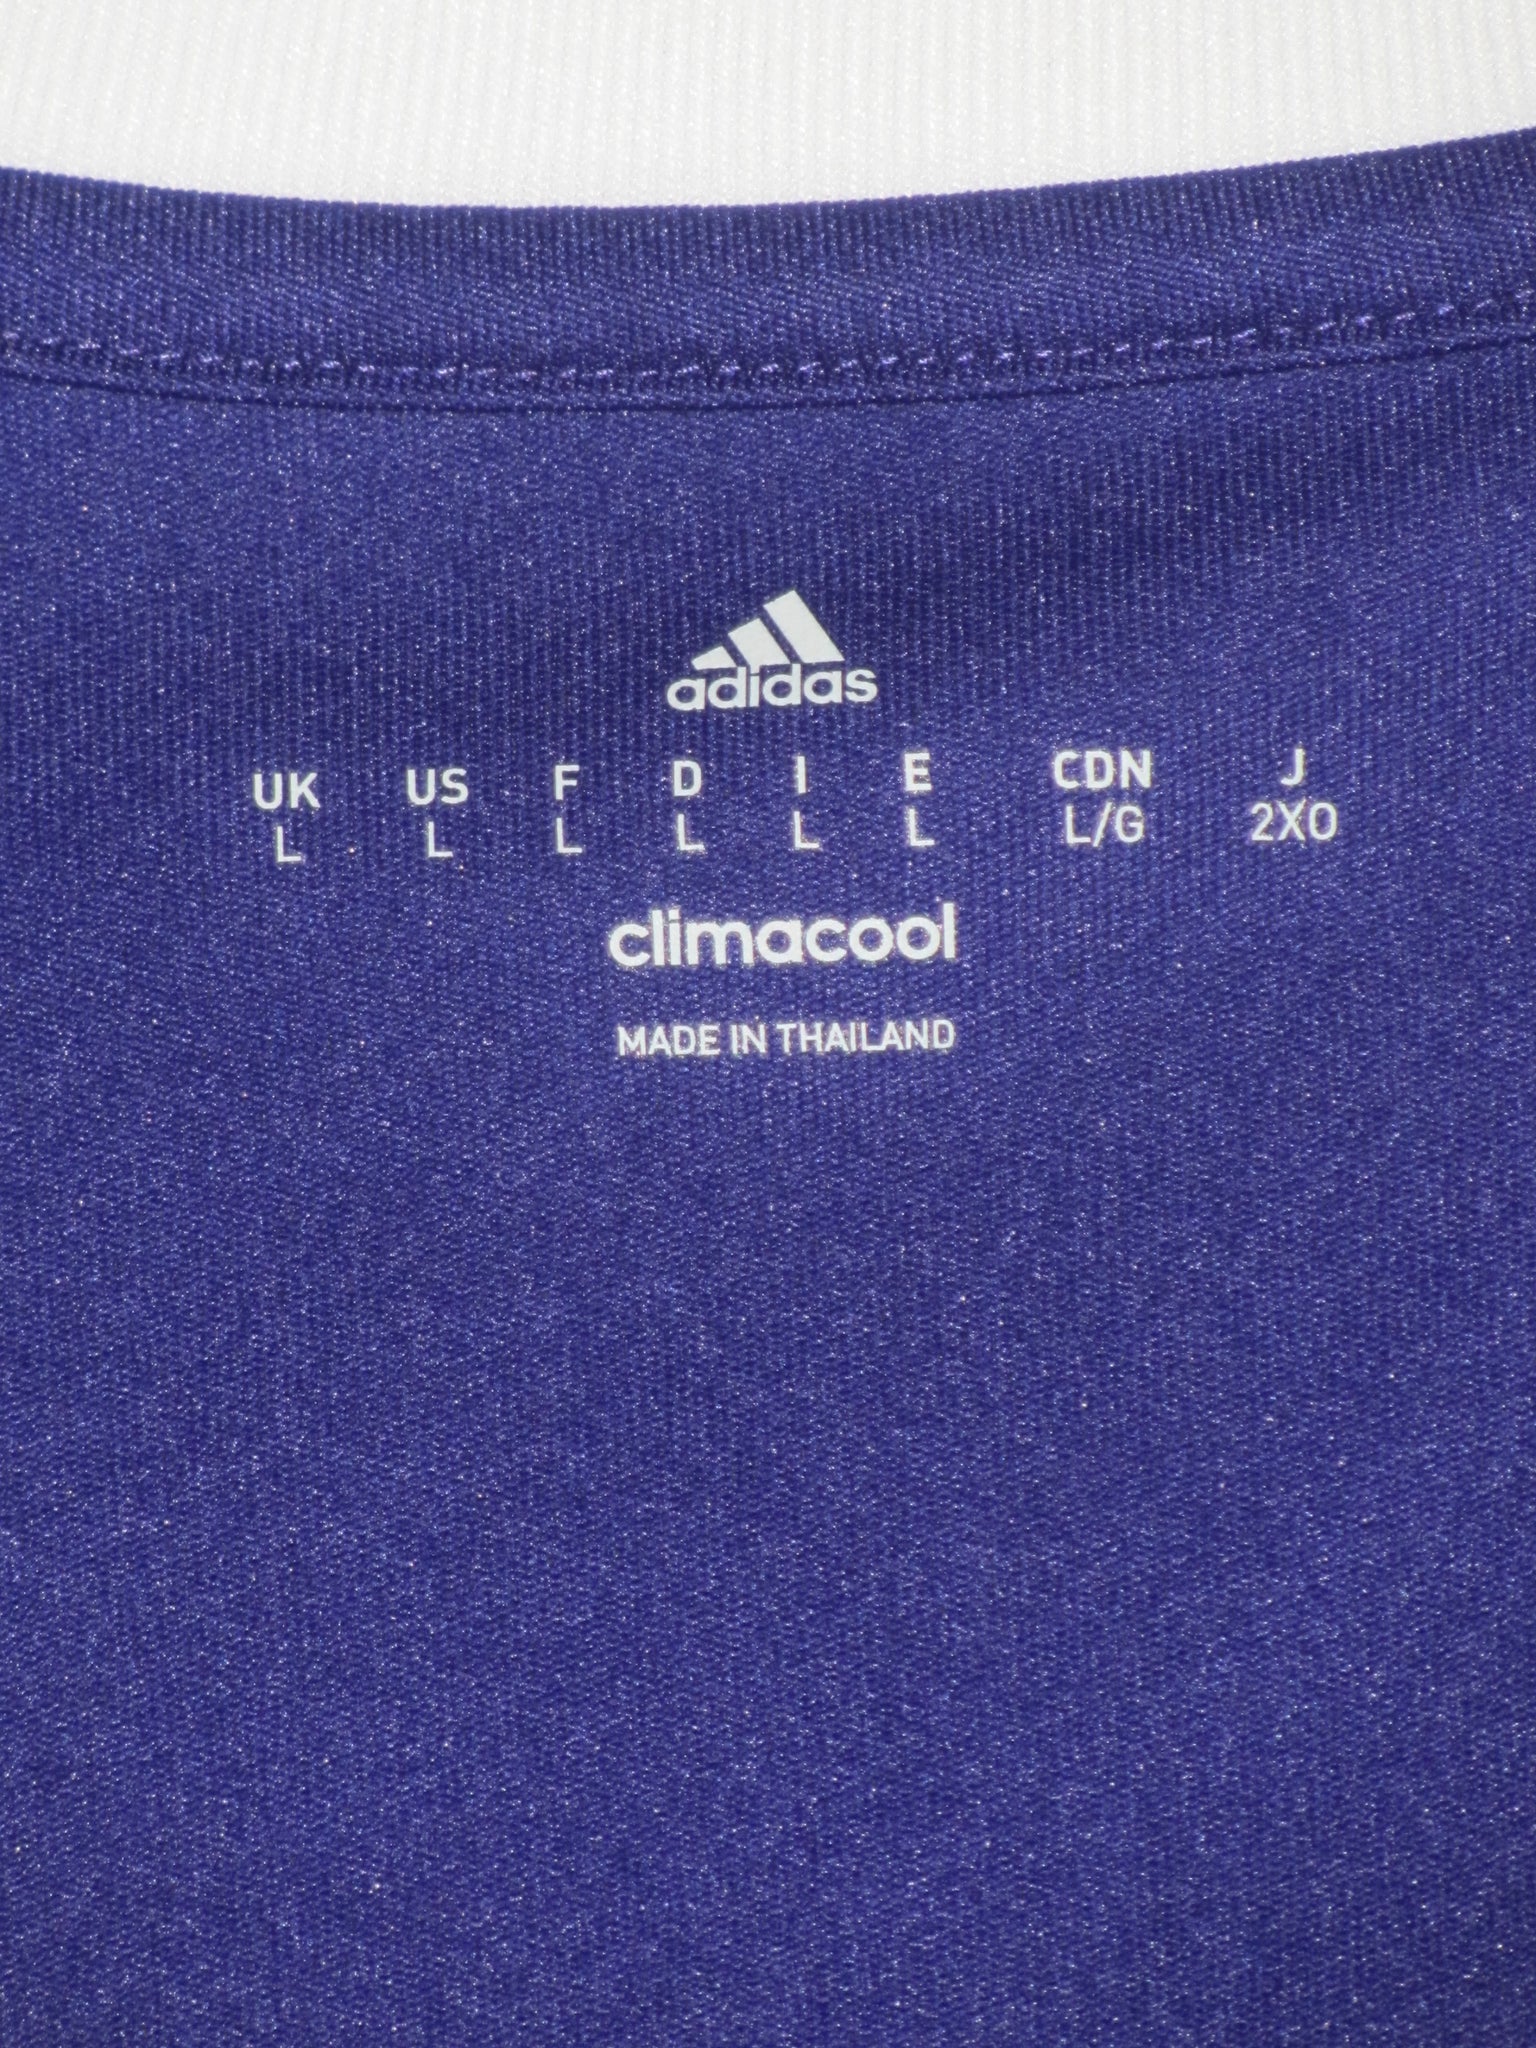 adidas
UK US F D I E CDN J
L L L L L L L/G 2XO
climacool
MADE IN THAILAND